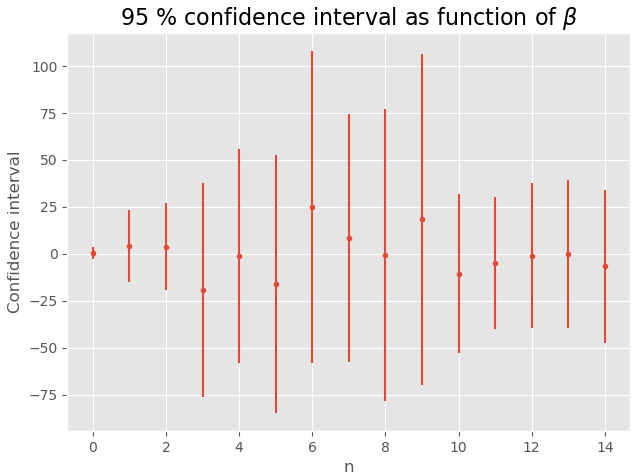 95 % confidence interval as function of β
Confidence interval
100
75
50
25
0
−25
−50
−75
0 2 4 6 8 10 12 14
n